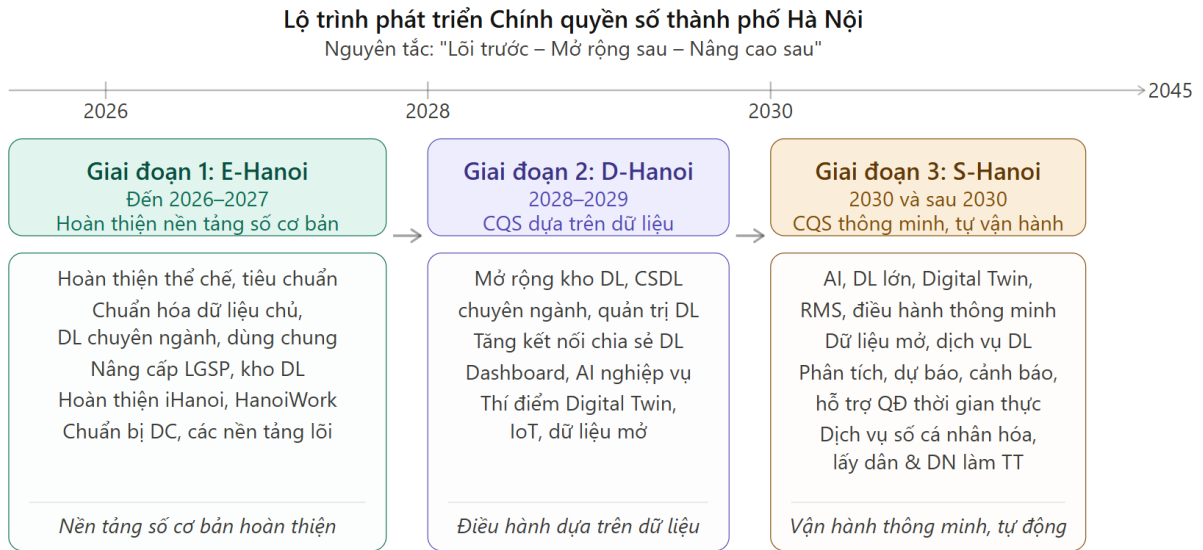 Lộ trình phát triển Chính quyền số thành phố Hà Nội
Nguyên tắc: "Lõi trước – Mở rộng sau – Nâng cao sau"
2026
2028
2030
2045
Giai đoạn 1: E-Hanoi
Đến 2026–2027
Hoàn thiện nền tảng số cơ bản
Hoàn thiện thể chế, tiêu chuẩn
Chuẩn hóa dữ liệu chủ,
DL chuyên ngành, dùng chung
Nâng cấp LGSP, kho DL
Hoàn thiện iHanoi, HanoiWork
Chuẩn bị DC, các nền tảng lõi
Nền tảng số cơ bản hoàn thiện
Giai đoạn 2: D-Hanoi
2028–2029
CQS dựa trên dữ liệu
Mở rộng kho DL, CSDL
chuyên ngành, quản trị DL
Tăng kết nối chia sẻ DL
Dashboard, AI nghiệp vụ
Thí điểm Digital Twin,
IoT, dữ liệu mở
Điều hành dựa trên dữ liệu
Giai đoạn 3: S-Hanoi
2030 và sau 2030
CQS thông minh, tự vận hành
AI, DL lớn, Digital Twin,
RMS, điều hành thông minh
Dữ liệu mở, dịch vụ DL
Phân tích, dự báo, cảnh báo,
hỗ trợ QĐ thời gian thực
Dịch vụ số cá nhân hóa,
lấy dân & DN làm TT
Vận hành thông minh, tự động